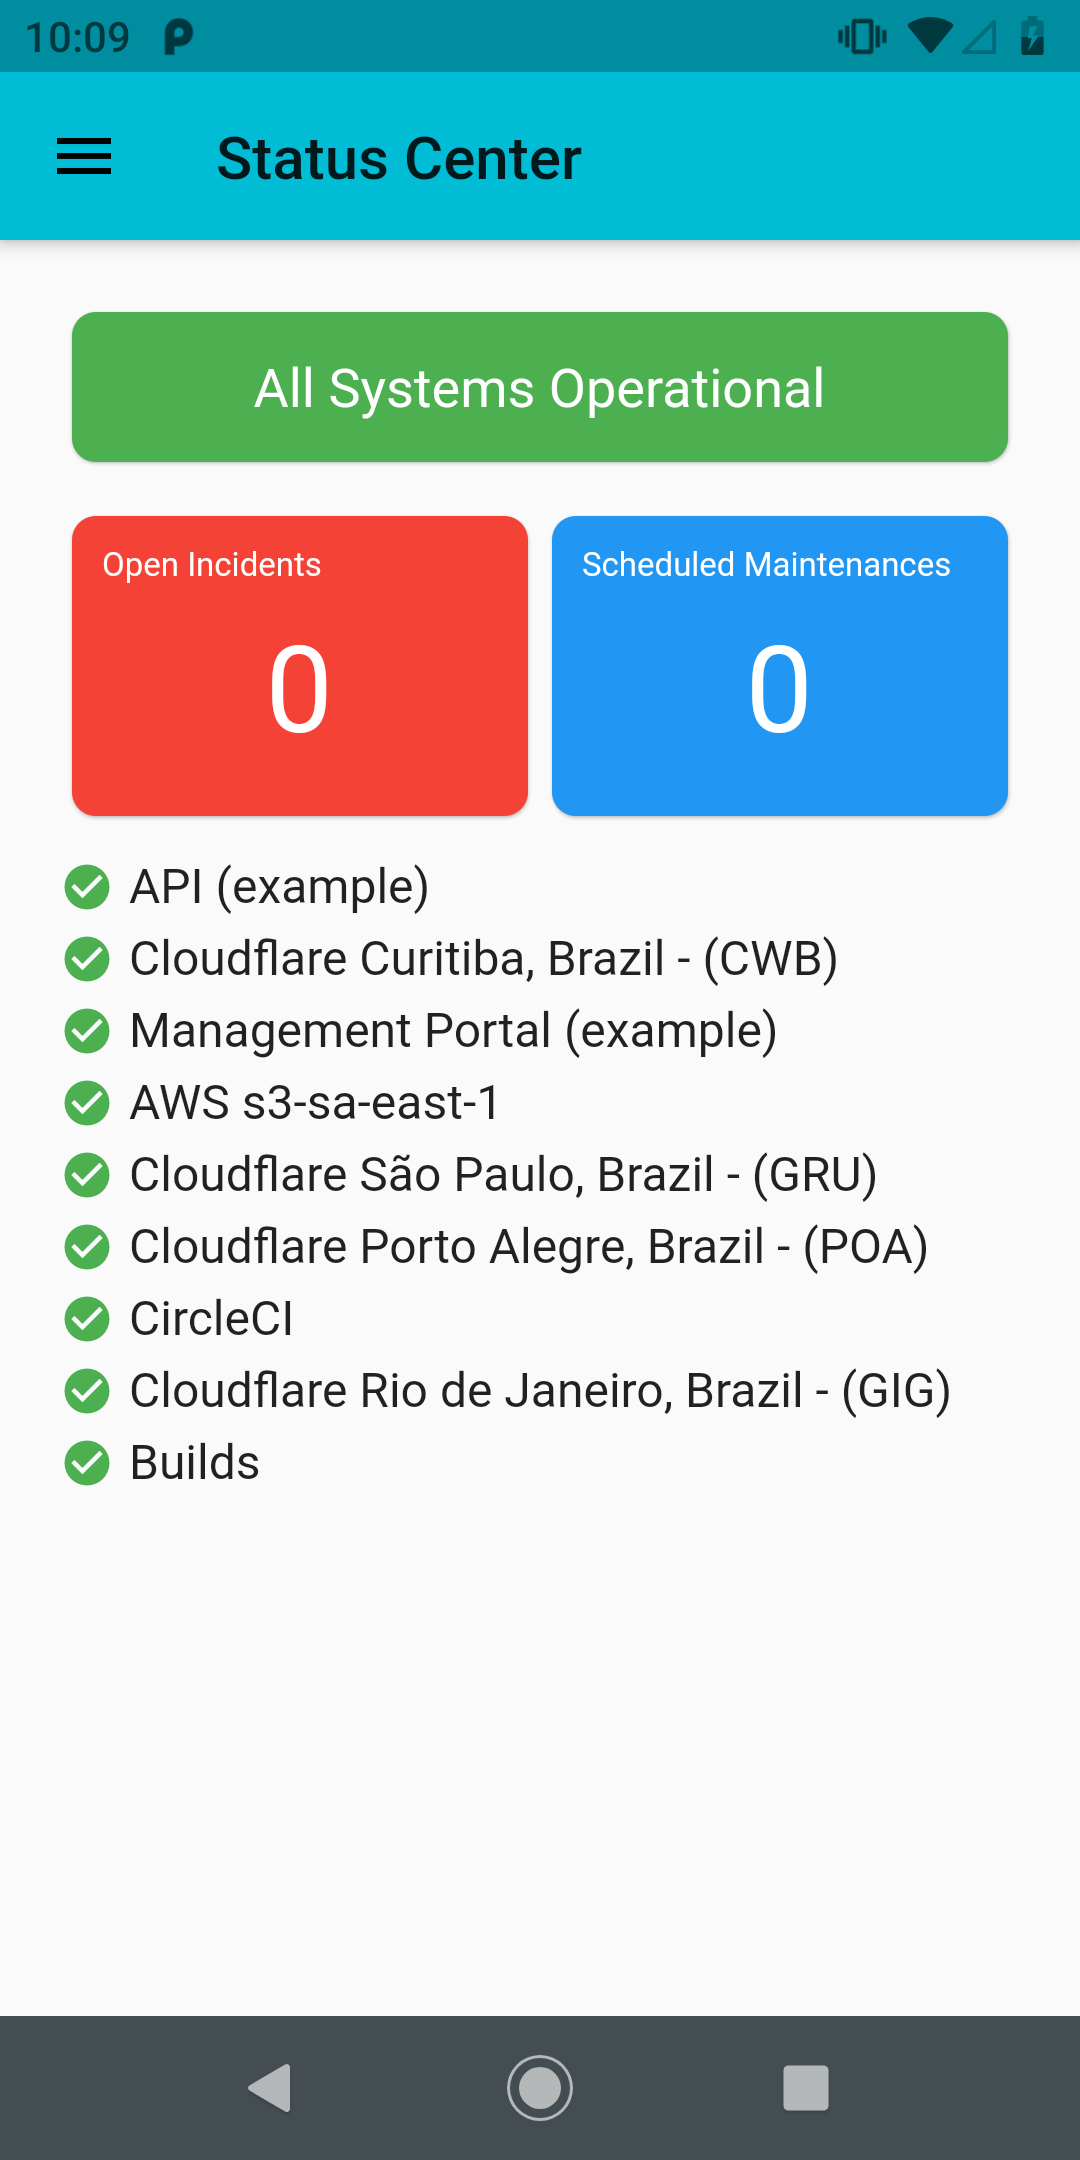 10:09
Status Center
All Systems Operational
Open Incidents
Scheduled Maintenances
0
0
API (example)
Cloudflare Curitiba, Brazil - (CWB)
Management Portal (example)
AWS s3-sa-east-1
Cloudflare São Paulo, Brazil - (GRU)
Cloudflare Porto Alegre, Brazil - (POA)
CircleCI
Cloudflare Rio de Janeiro, Brazil - (GIG)
Builds